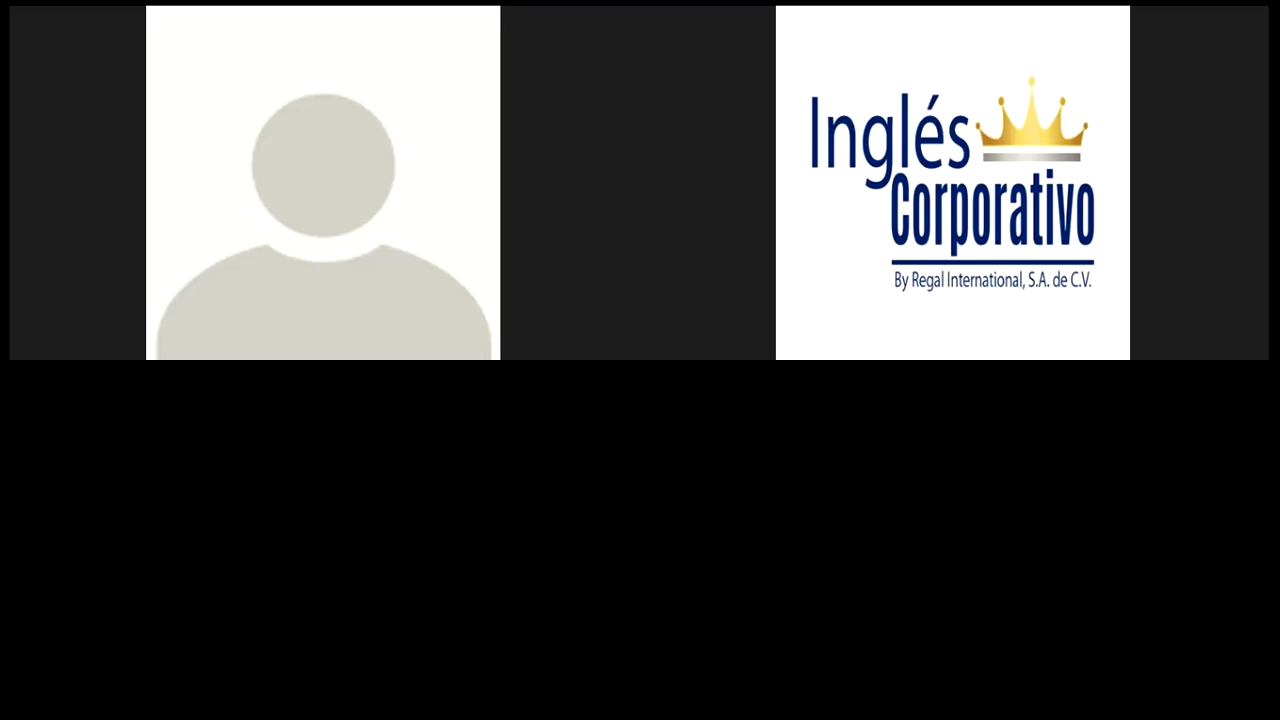 Inglés
Corporativo
By Regal International, S.A. de C.V.